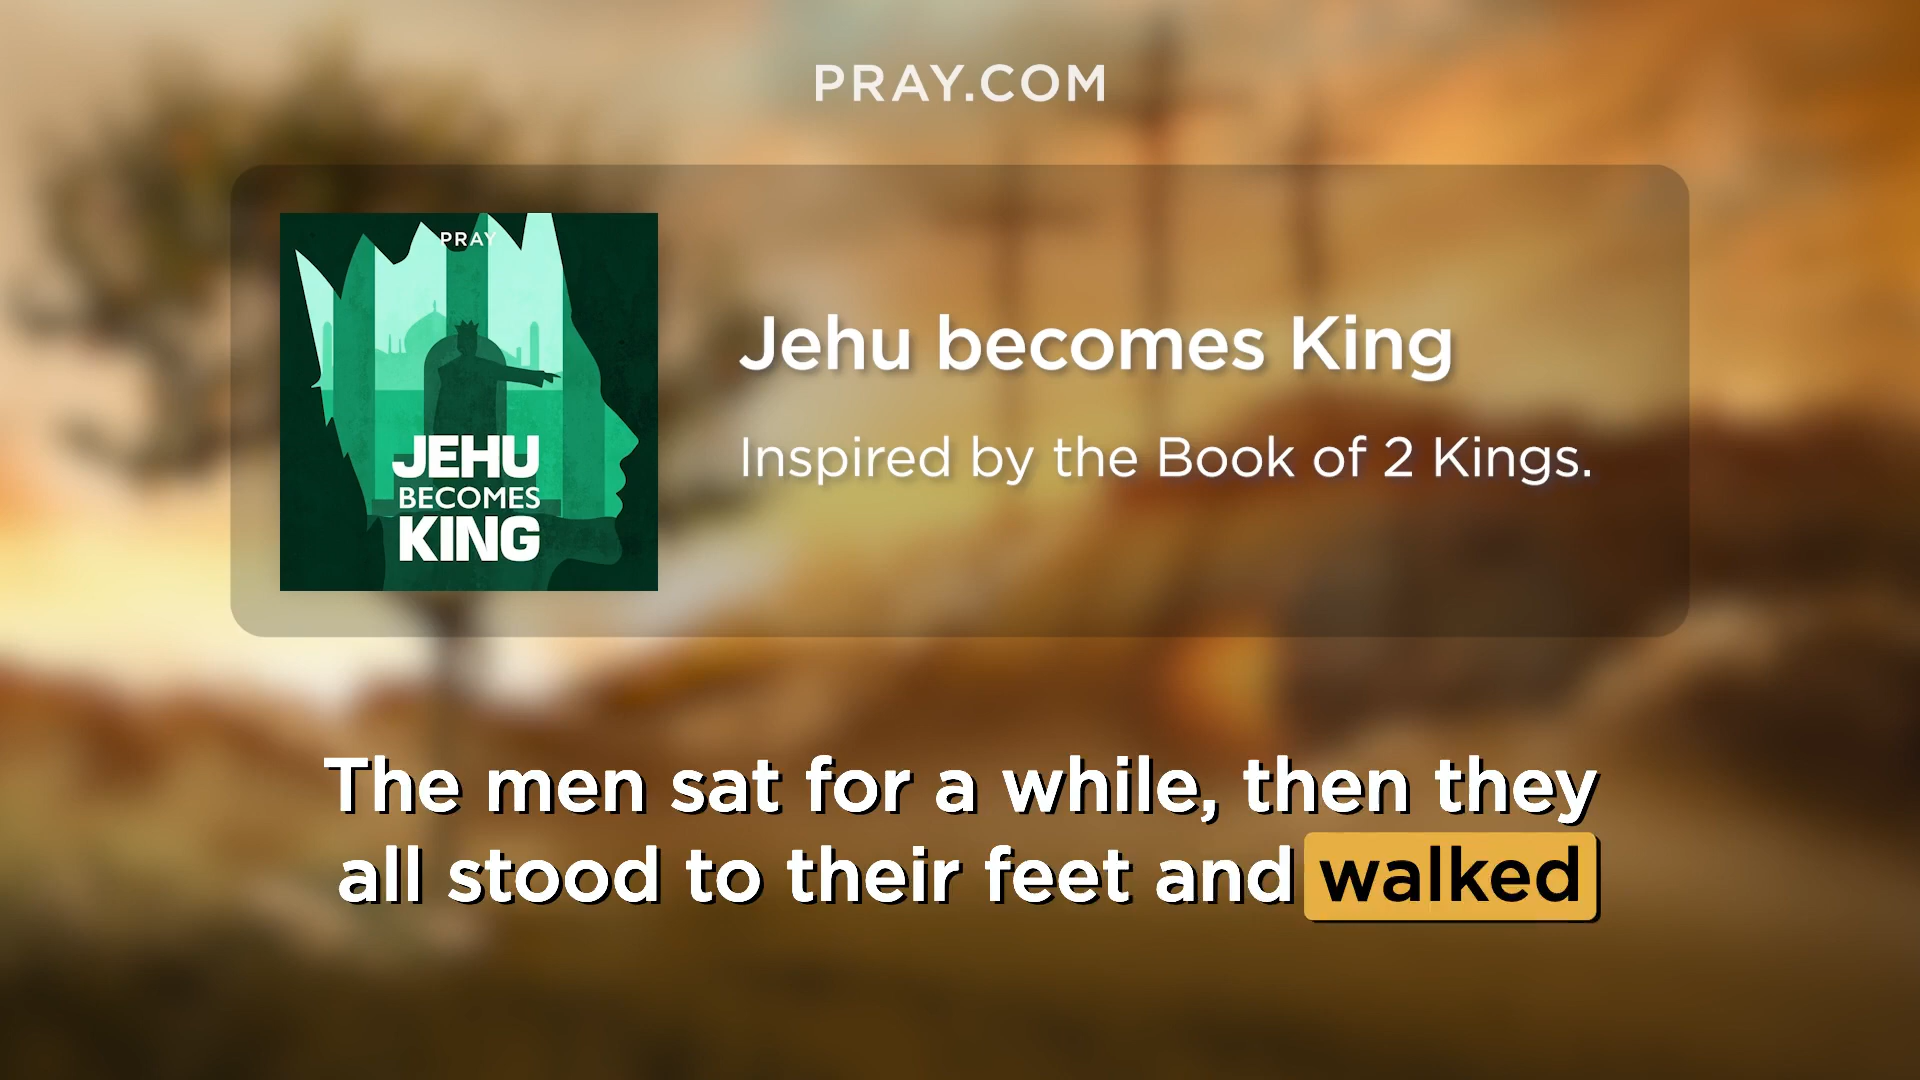 PRAY.COM
PRAY
JEHU
BECOMES
KING
Jehu becomes King
Inspired by the Book of 2 Kings.
The men sat for a while, then they
all stood to their feet and walked